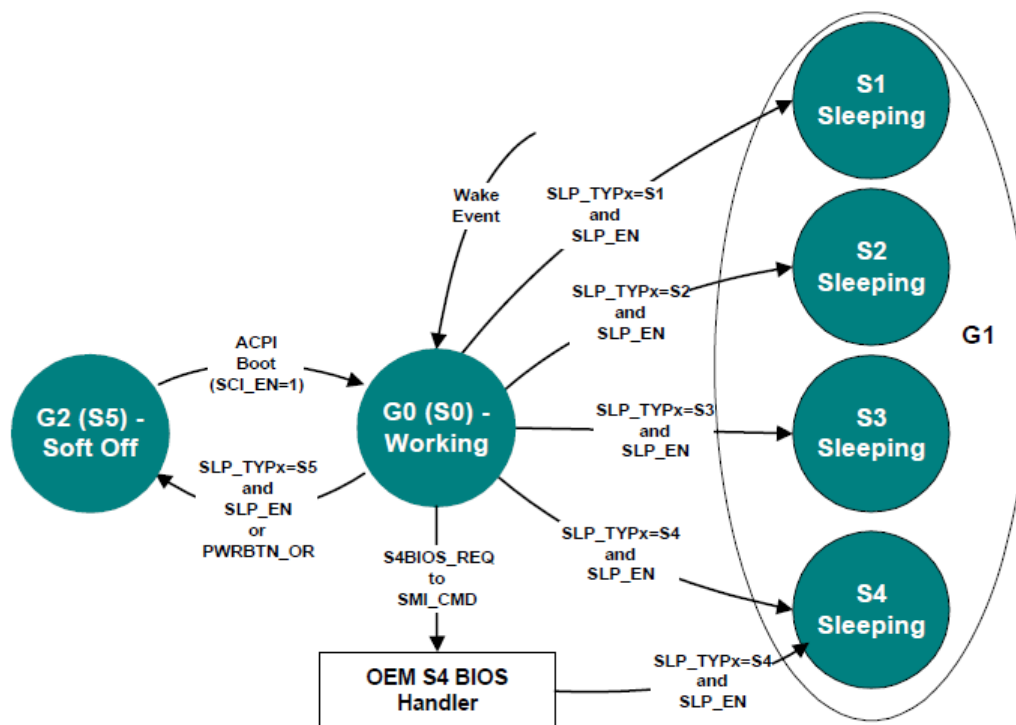 S1
Sleeping
Wake
Event
SLP_TYPx=S1
and
SLP_EN
S2
Sleeping
SLP_TYPx=S2
and
SLP_EN
G1
ACPI
Boot
(SCI_EN=1)
G2 (S5) -
Soft Off
G0 (S0) -
Working
SLP_TYPx=S3
and
SLP_EN
S3
Sleeping
SLP_TYPx=S5
and
SLP_EN
or
PWRBTN_OR
S4BIOS_REQ
to
SMI_CMD
SLP_TYPx=S4
and
SLP_EN
S4
Sleeping
OEM S4 BIOS
Handler
SLP_TYPx=S4
and
SLP_EN